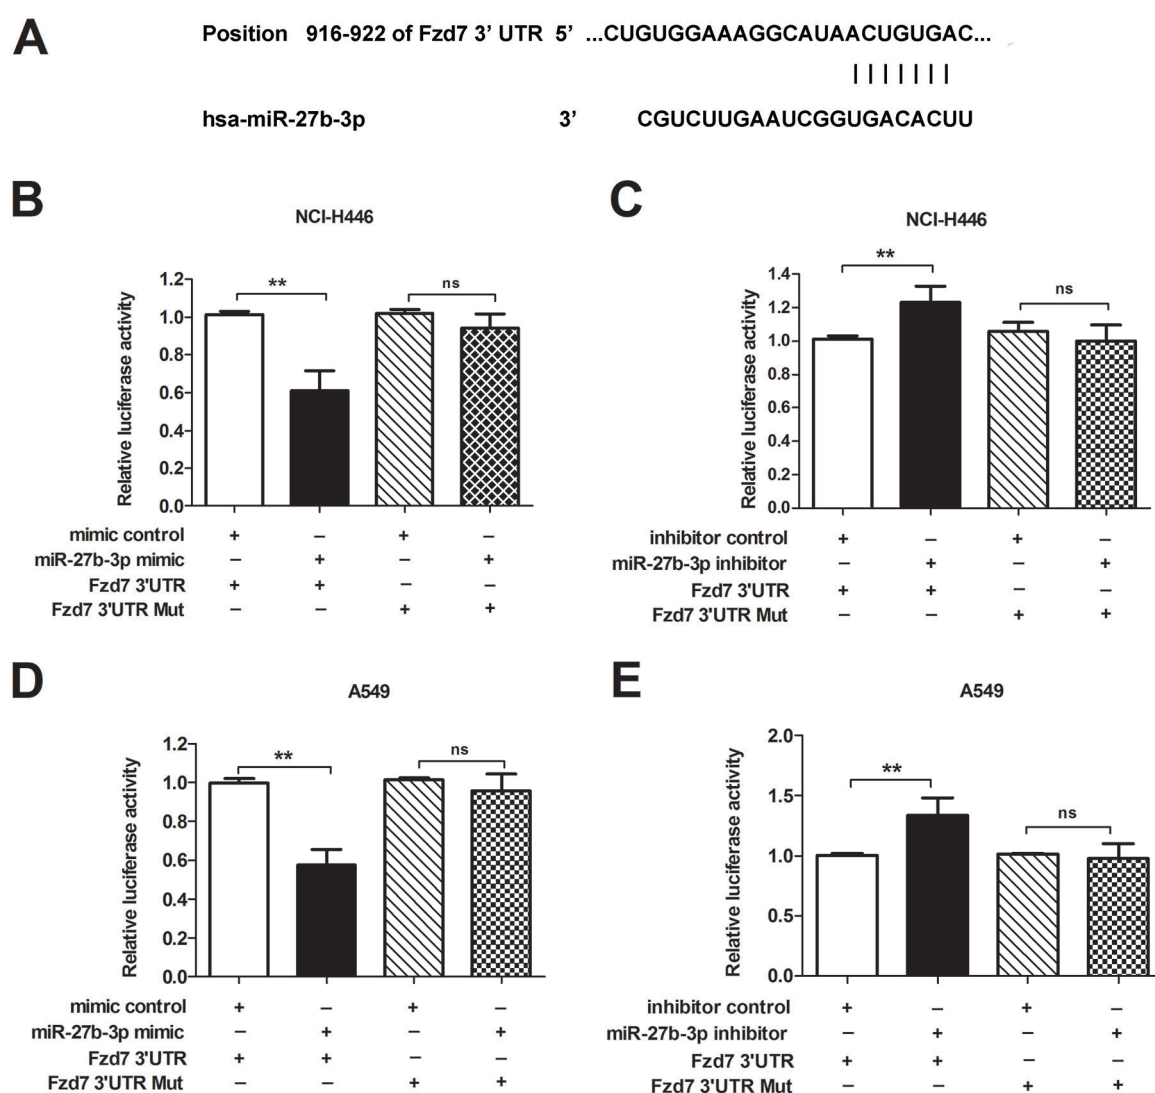 A
Position 916-922 of Fzd7 3’ UTR 5’ ...CUGUGGAAAGGCAUAACUGUGAC...
hsa-miR-27b-3p 3’ CGUCUUGAAUCGGUGACACUU
B
NCI-H446
Relative luciferase activity
1.2
1.0
0.8
0.6
0.4
0.2
0.0
**
ns
mimic control + – + –
miR-27b-3p mimic – + – +
Fzd7 3'UTR + + – –
Fzd7 3'UTR Mut – – + +
C
NCI-H446
Relative luciferase activity
1.4
1.2
1.0
0.8
0.6
0.4
0.2
0.0
**
ns
inhibitor control + – + –
miR-27b-3p inhibitor – + – +
Fzd7 3'UTR + + – –
Fzd7 3'UTR Mut – – + +
D
A549
Relative luciferase activity
1.2
1.0
0.8
0.6
0.4
0.2
0.0
**
ns
mimic control + – + –
miR-27b-3p mimic – + – +
Fzd7 3'UTR + + – –
Fzd7 3'UTR Mut – – + +
E
A549
Relative luciferase activity
2.0
1.5
1.0
0.5
0.0
**
ns
inhibitor control + – + –
miR-27b-3p inhibitor – + – +
Fzd7 3'UTR + + – –
Fzd7 3'UTR Mut – – + +